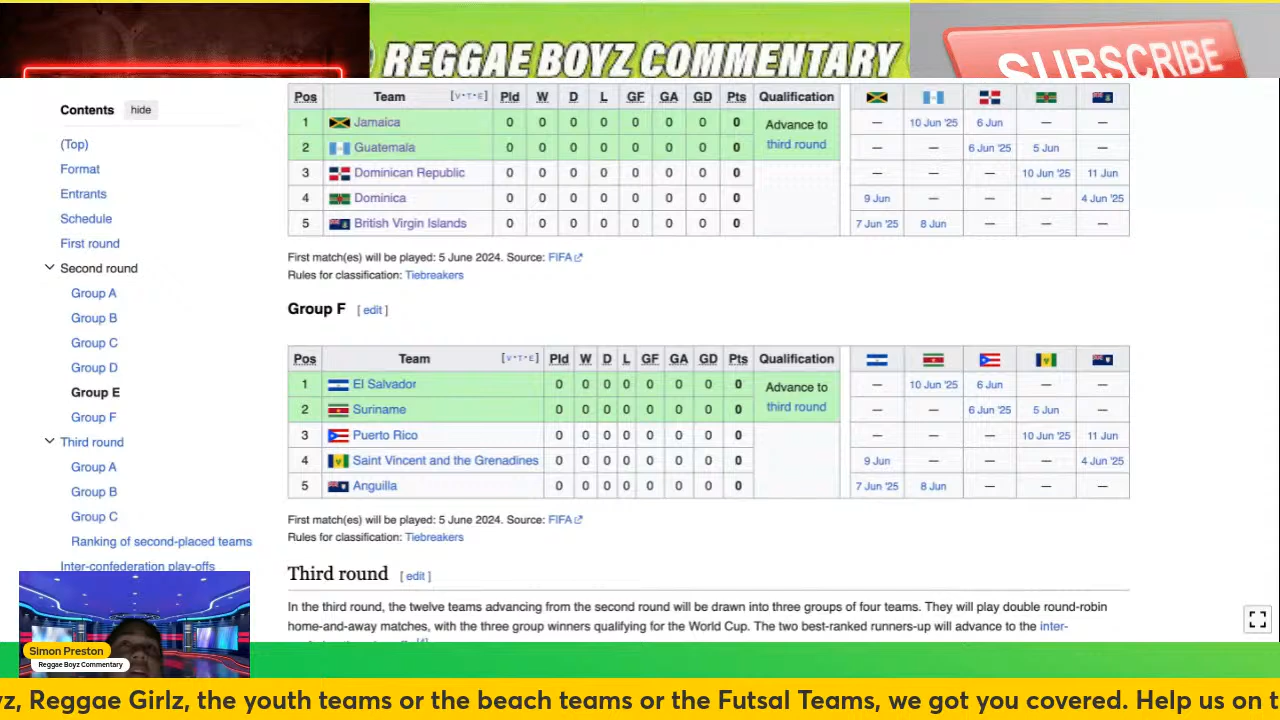 REGGAE BOYZ COMMENTARY
SUBSCRIBE
Contents hide
(Top)
Format
Entrants
Schedule
First round
Second round
Group A
Group B
Group C
Group D
Group E
Group F
Third round
Group A
Group B
Group C
Ranking of second-placed teams
Inter-confederation play-offs
Pos Team [V·T·E] Pld W D L GF GA GD Pts Qualification
1 Jamaica 0 0 0 0 0 0 0 0 Advance to third round — 10 Jun '25 6 Jun — —
2 Guatemala 0 0 0 0 0 0 0 0 — — 6 Jun '25 5 Jun —
3 Dominican Republic 0 0 0 0 0 0 0 0 — — — 10 Jun '25 11 Jun
4 Dominica 0 0 0 0 0 0 0 0 9 Jun — — — 4 Jun '25
5 British Virgin Islands 0 0 0 0 0 0 0 0 7 Jun '25 8 Jun — — —
First match(es) will be played: 5 June 2024. Source: FIFA
Rules for classification: Tiebreakers
Group F [ edit ]
Pos Team [V·T·E] Pld W D L GF GA GD Pts Qualification
1 El Salvador 0 0 0 0 0 0 0 0 Advance to third round — 10 Jun '25 6 Jun — —
2 Suriname 0 0 0 0 0 0 0 0 — — 6 Jun '25 5 Jun —
3 Puerto Rico 0 0 0 0 0 0 0 0 — — — 10 Jun '25 11 Jun
4 Saint Vincent and the Grenadines 0 0 0 0 0 0 0 0 9 Jun — — — 4 Jun '25
5 Anguilla 0 0 0 0 0 0 0 0 7 Jun '25 8 Jun — — —
First match(es) will be played: 5 June 2024. Source: FIFA
Rules for classification: Tiebreakers
Third round [ edit ]
In the third round, the twelve teams advancing from the second round will be drawn into three groups of four teams. They will play double round-robin
home-and-away matches, with the three group winners qualifying for the World Cup. The two best-ranked runners-up will advance to the inter-
Simon Preston
Reggae Boyz Commentary
yz, Reggae Girlz, the youth teams or the beach teams or the Futsal Teams, we got you covered. Help us on t